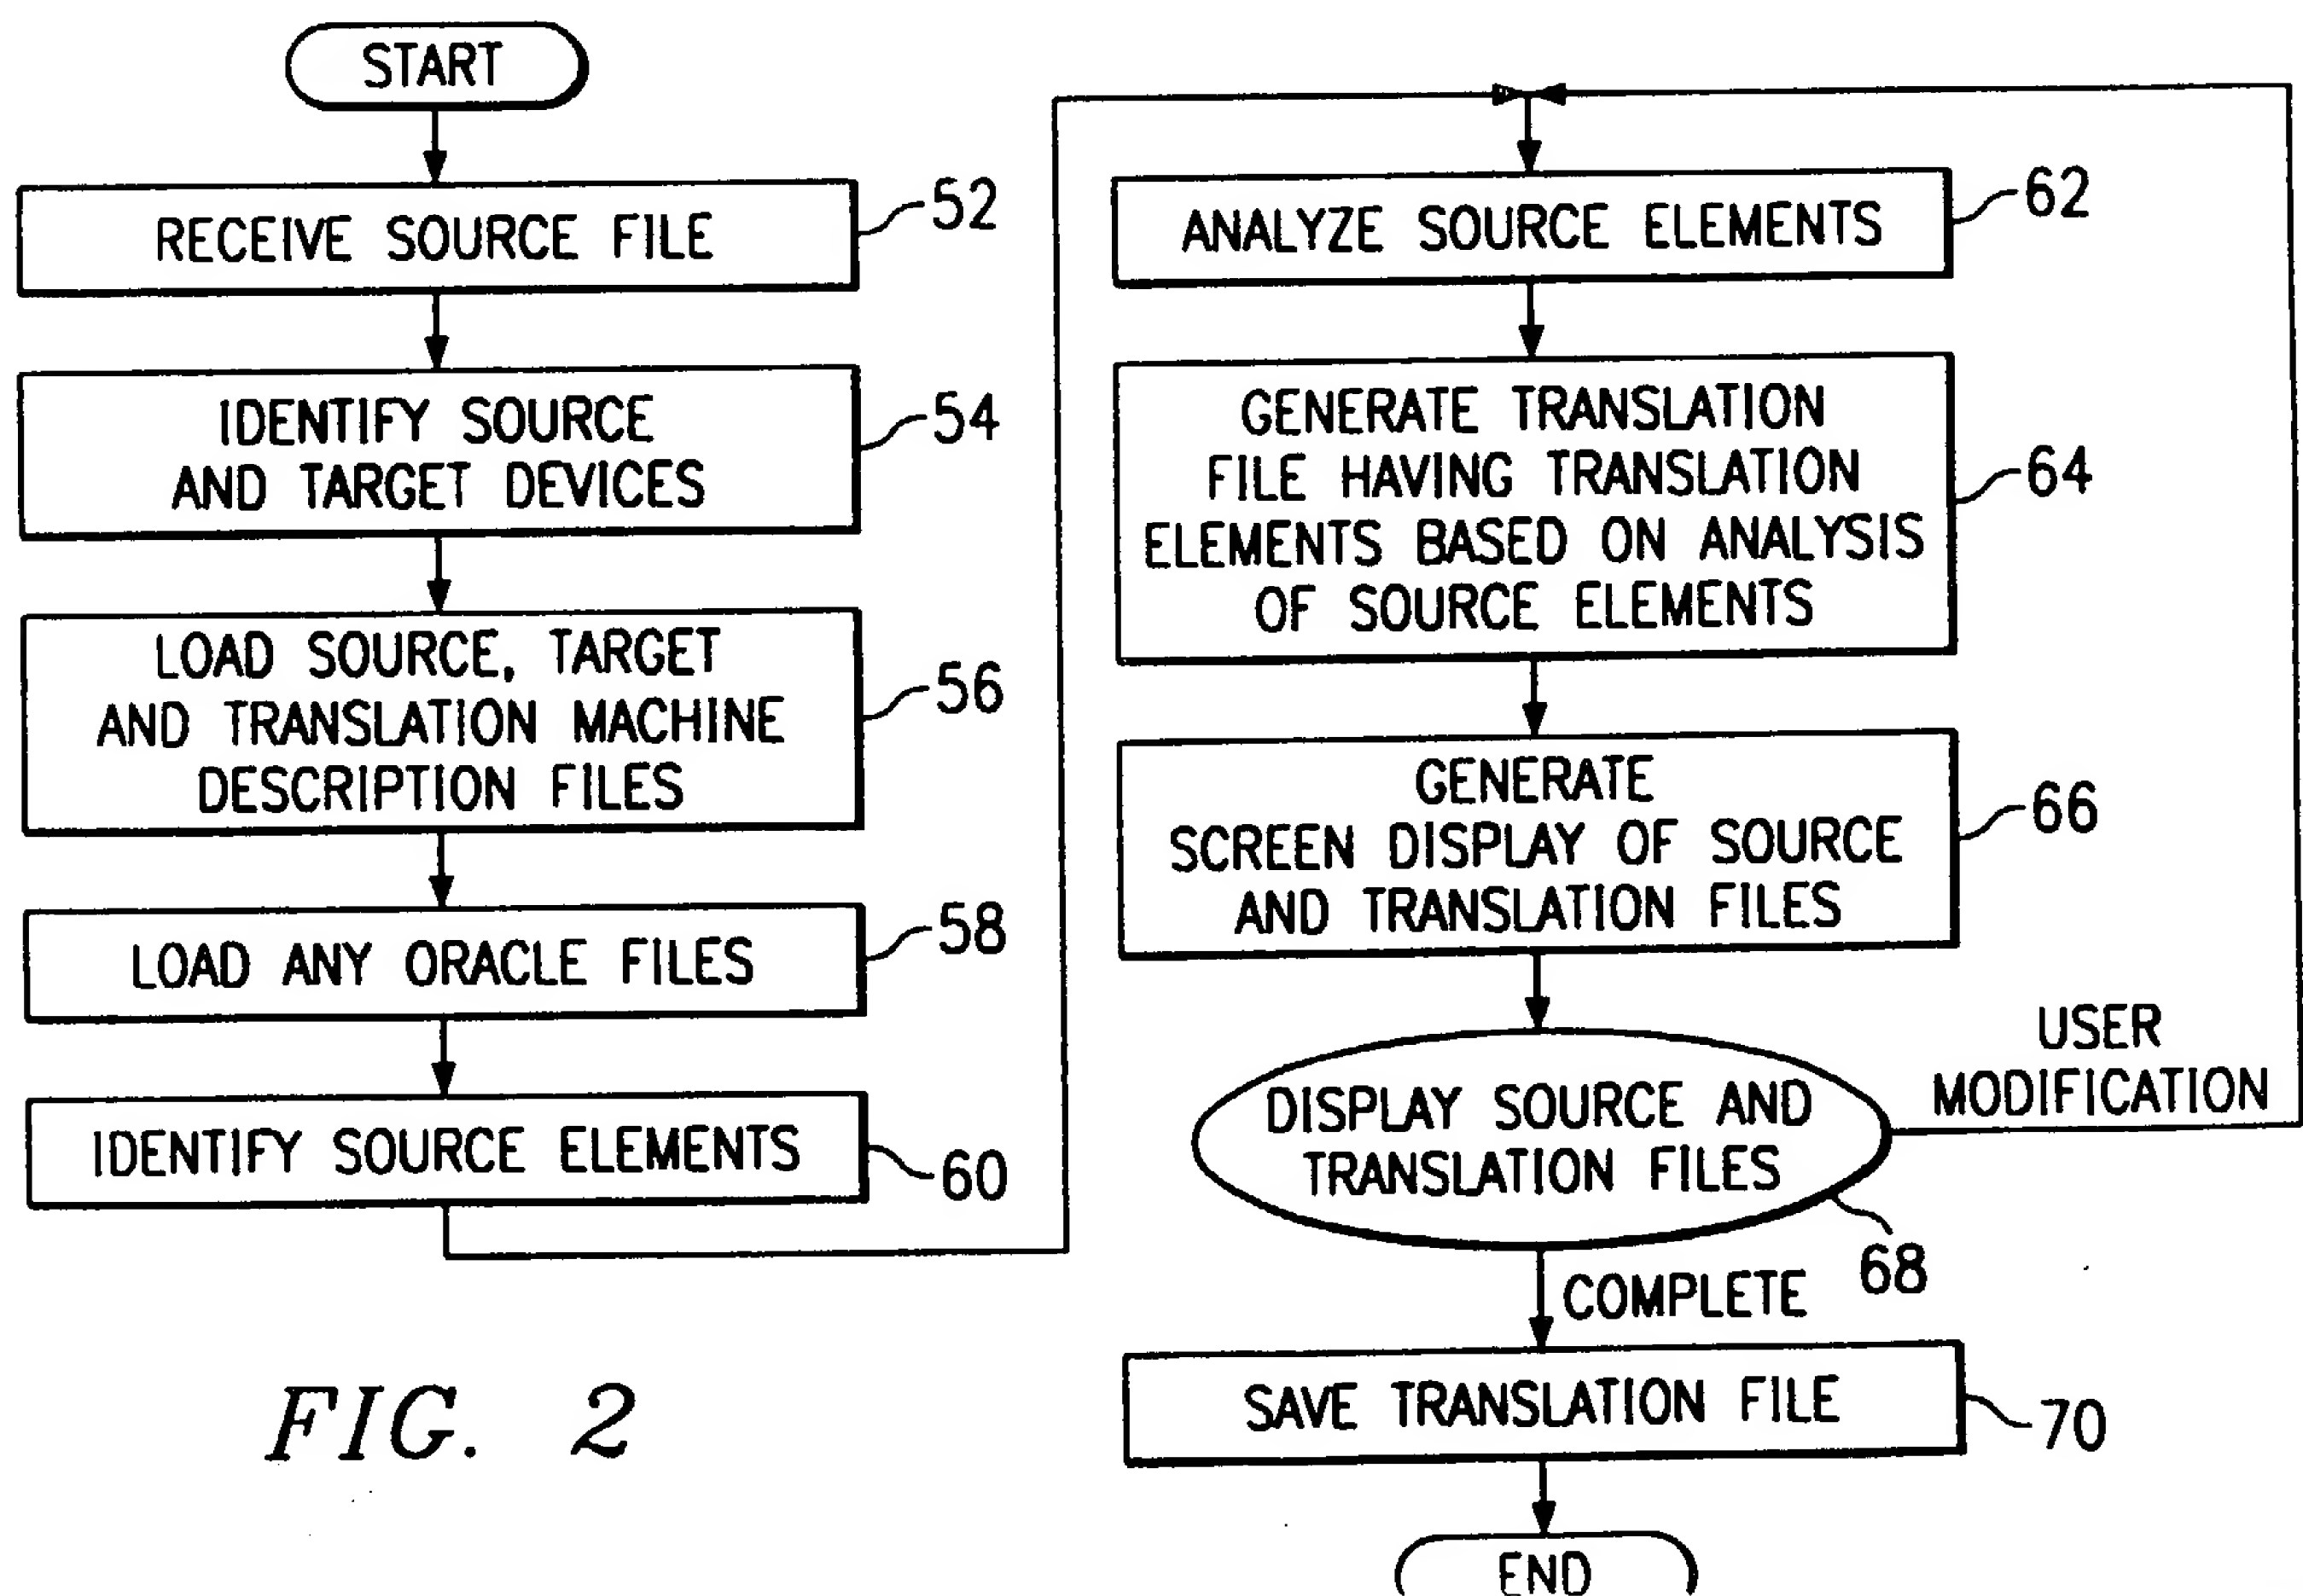 START
RECEIVE SOURCE FILE
52
IDENTIFY SOURCE
AND TARGET DEVICES
54
LOAD SOURCE, TARGET
AND TRANSLATION MACHINE
DESCRIPTION FILES
56
LOAD ANY ORACLE FILES
58
IDENTIFY SOURCE ELEMENTS
60
ANALYZE SOURCE ELEMENTS
62
GENERATE TRANSLATION
FILE HAVING TRANSLATION
ELEMENTS BASED ON ANALYSIS
OF SOURCE ELEMENTS
64
GENERATE
SCREEN DISPLAY OF SOURCE
AND TRANSLATION FILES
66
DISPLAY SOURCE AND
TRANSLATION FILES
68
USER
MODIFICATION
COMPLETE
SAVE TRANSLATION FILE
70
END
FIG. 2